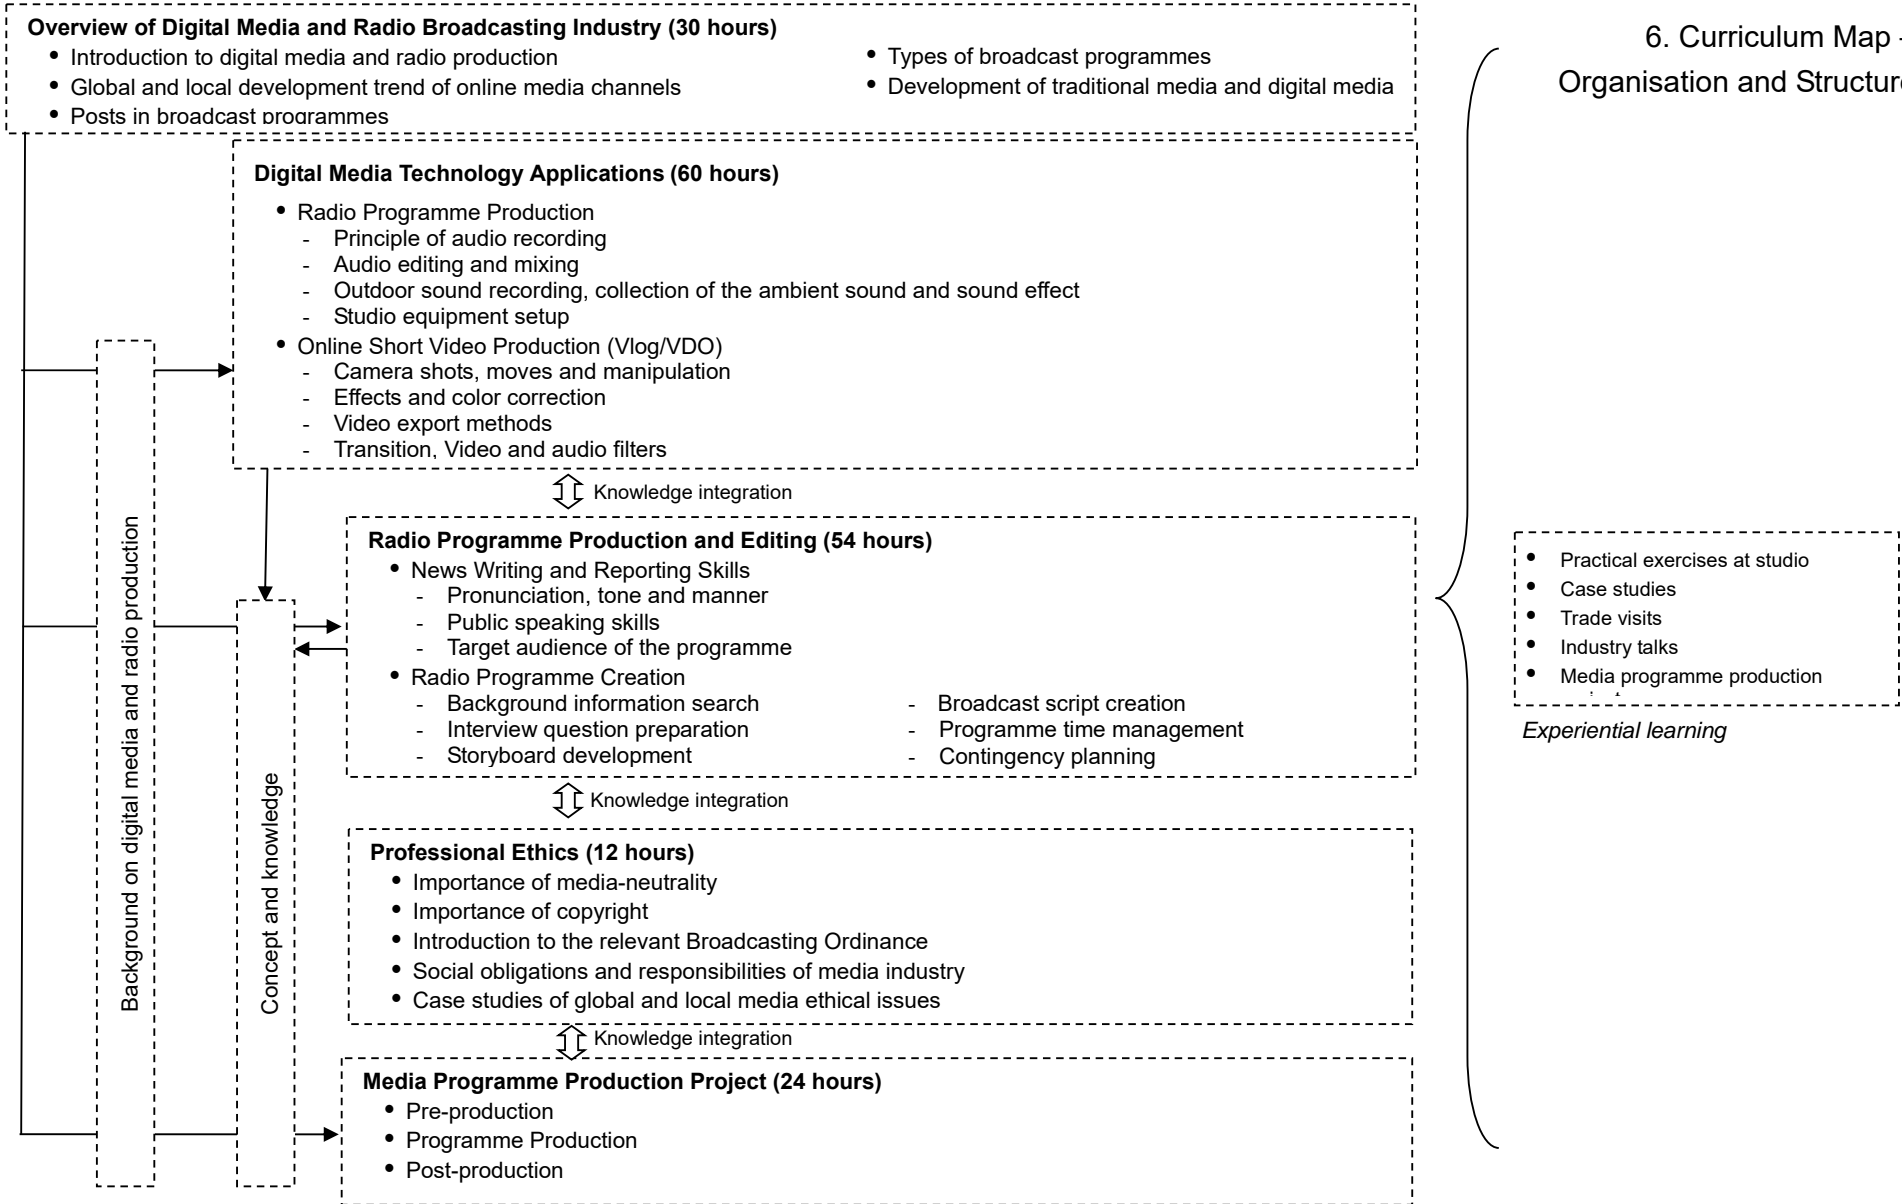 6. Curriculum Map -
Organisation and Structure
Overview of Digital Media and Radio Broadcasting Industry (30 hours)
• Introduction to digital media and radio production
• Global and local development trend of online media channels
• Posts in broadcast programmes
• Types of broadcast programmes
• Development of traditional media and digital media
Digital Media Technology Applications (60 hours)
• Radio Programme Production
- Principle of audio recording
- Audio editing and mixing
- Outdoor sound recording, collection of the ambient sound and sound effect
- Studio equipment setup
• Online Short Video Production (Vlog/VDO)
- Camera shots, moves and manipulation
- Effects and color correction
- Video export methods
- Transition, Video and audio filters
Knowledge integration
Radio Programme Production and Editing (54 hours)
• News Writing and Reporting Skills
- Pronunciation, tone and manner
- Public speaking skills
- Target audience of the programme
• Radio Programme Creation
- Background information search
- Interview question preparation
- Storyboard development
- Broadcast script creation
- Programme time management
- Contingency planning
Knowledge integration
Professional Ethics (12 hours)
• Importance of media-neutrality
• Importance of copyright
• Introduction to the relevant Broadcasting Ordinance
• Social obligations and responsibilities of media industry
• Case studies of global and local media ethical issues
Knowledge integration
Media Programme Production Project (24 hours)
• Pre-production
• Programme Production
• Post-production
Background on digital media and radio production
Concept and knowledge
• Practical exercises at studio
• Case studies
• Trade visits
• Industry talks
• Media programme production
Experiential learning